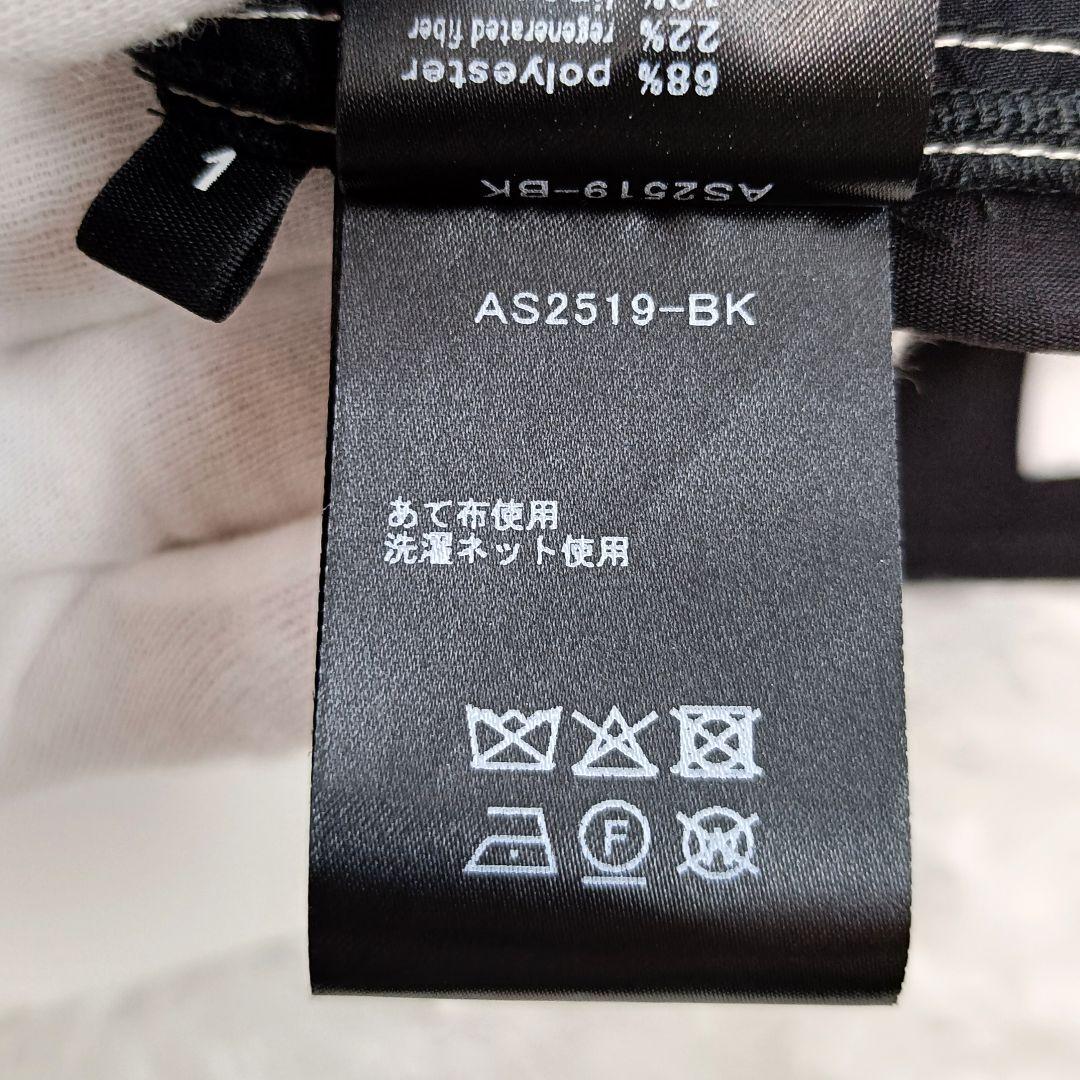 68% polyester
22%
regenerated fiber
1
AS2519-BK
AS2519-BK
あて布使用
洗濯ネット使用
F
W